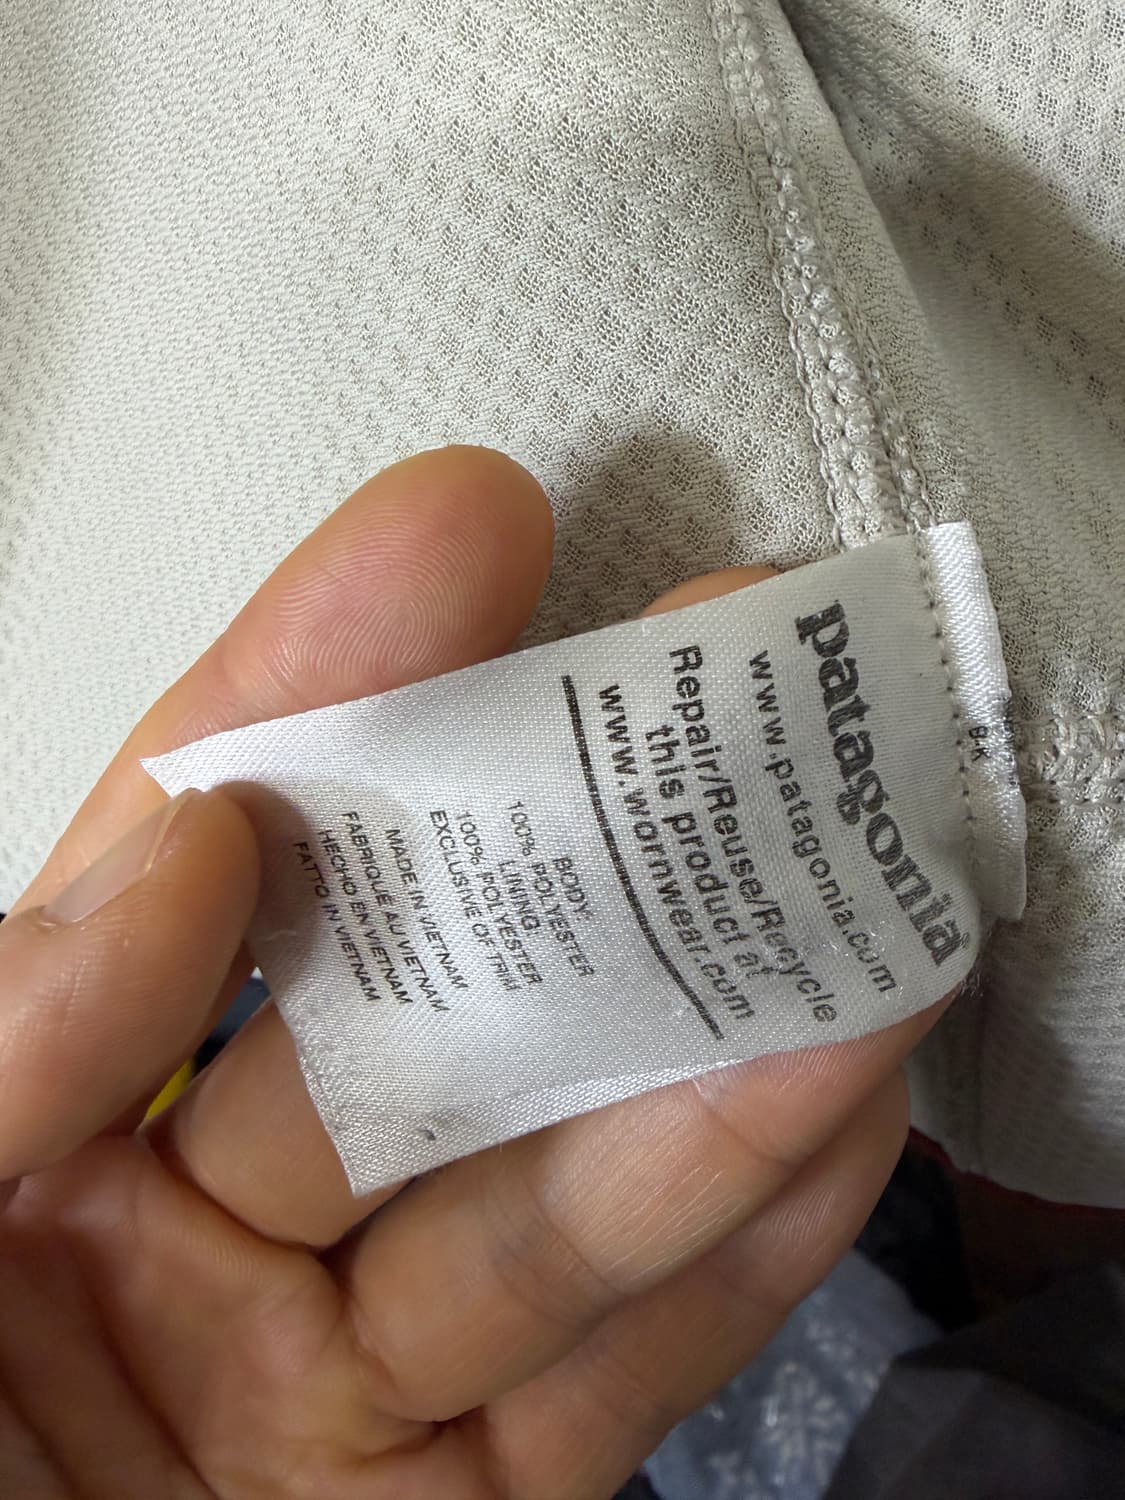 patagonia®
www.patagonia.com
Repair/Reuse/Recycle
this product at
www.wornwear.com
BODY:
100% POLYESTER
LINING:
100% POLYESTER
EXCLUSIVE OF TRIM
MADE IN VIETNAM
FABRIQUÉ AU VIETNAM
HECHO EN VIETNAM
FATTO IN VIETNAM